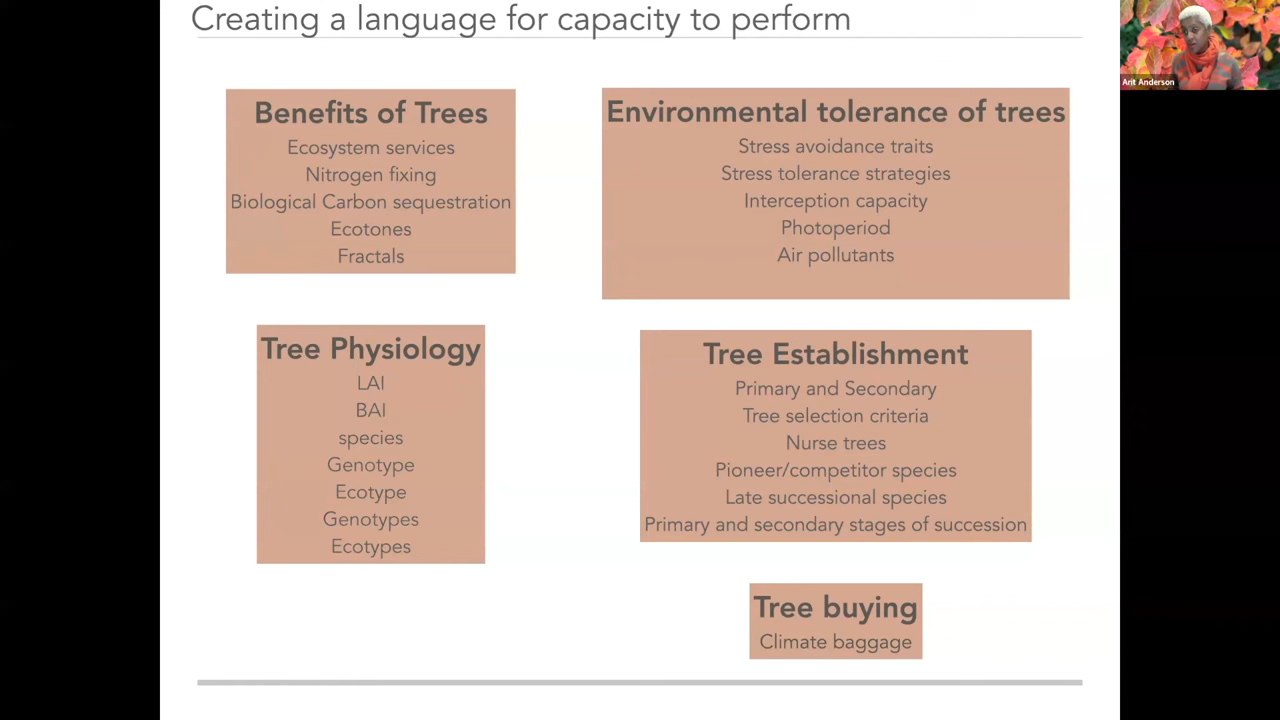 Creating a language for capacity to perform
Arit Anderson
Benefits of Trees
Ecosystem services
Nitrogen fixing
Biological Carbon sequestration
Ecotones
Fractals
Environmental tolerance of trees
Stress avoidance traits
Stress tolerance strategies
Interception capacity
Photoperiod
Air pollutants
Tree Physiology
LAI
BAI
species
Genotype
Ecotype
Genotypes
Ecotypes
Tree Establishment
Primary and Secondary
Tree selection criteria
Nurse trees
Pioneer/competitor species
Late successional species
Primary and secondary stages of succession
Tree buying
Climate baggage